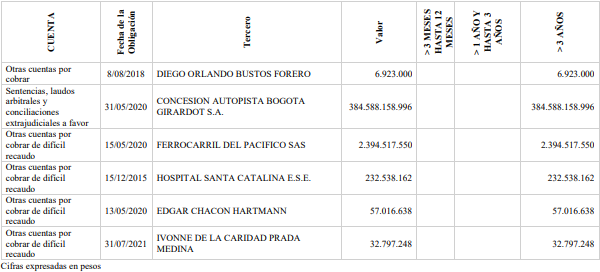 CUENTA Fecha de la Obligación Tercero Valor > 3 MESES HASTA 12 MESES > 1 AÑO Y HASTA 3 AÑOS > 3 AÑOS
Otras cuentas por
cobrar 8/08/2018 DIEGO ORLANDO BUSTOS FORERO 6.923.000 6.923.000
Sentencias, laudos
arbitrales y
conciliaciones
extrajudiciales a favor 31/05/2020 CONCESION AUTOPISTA BOGOTA
GIRARDOT S.A. 384.588.158.996 384.588.158.996
Otras cuentas por
cobrar de difícil
recaudo 15/05/2020 FERROCARRIL DEL PACIFICO SAS 2.394.517.550 2.394.517.550
Otras cuentas por
cobrar de difícil
recaudo 15/12/2015 HOSPITAL SANTA CATALINA E.S.E. 232.538.162 232.538.162
Otras cuentas por
cobrar de difícil
recaudo 13/05/2020 EDGAR CHACON HARTMANN 57.016.638 57.016.638
Otras cuentas por
cobrar de difícil
recaudo 31/07/2021 IVONNE DE LA CARIDAD PRADA
MEDINA 32.797.248 32.797.248
Cifras expresadas en pesos